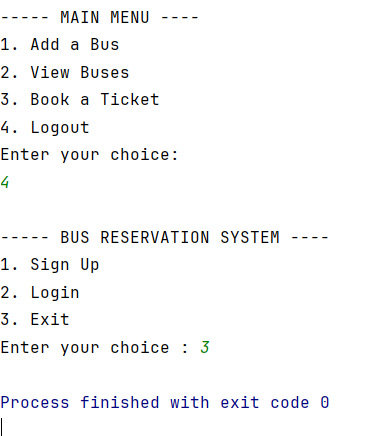 ----- MAIN MENU ----
1. Add a Bus
2. View Buses
3. Book a Ticket
4. Logout
Enter your choice:
4
----- BUS RESERVATION SYSTEM ----
1. Sign Up
2. Login
3. Exit
Enter your choice : 3
Process finished with exit code 0